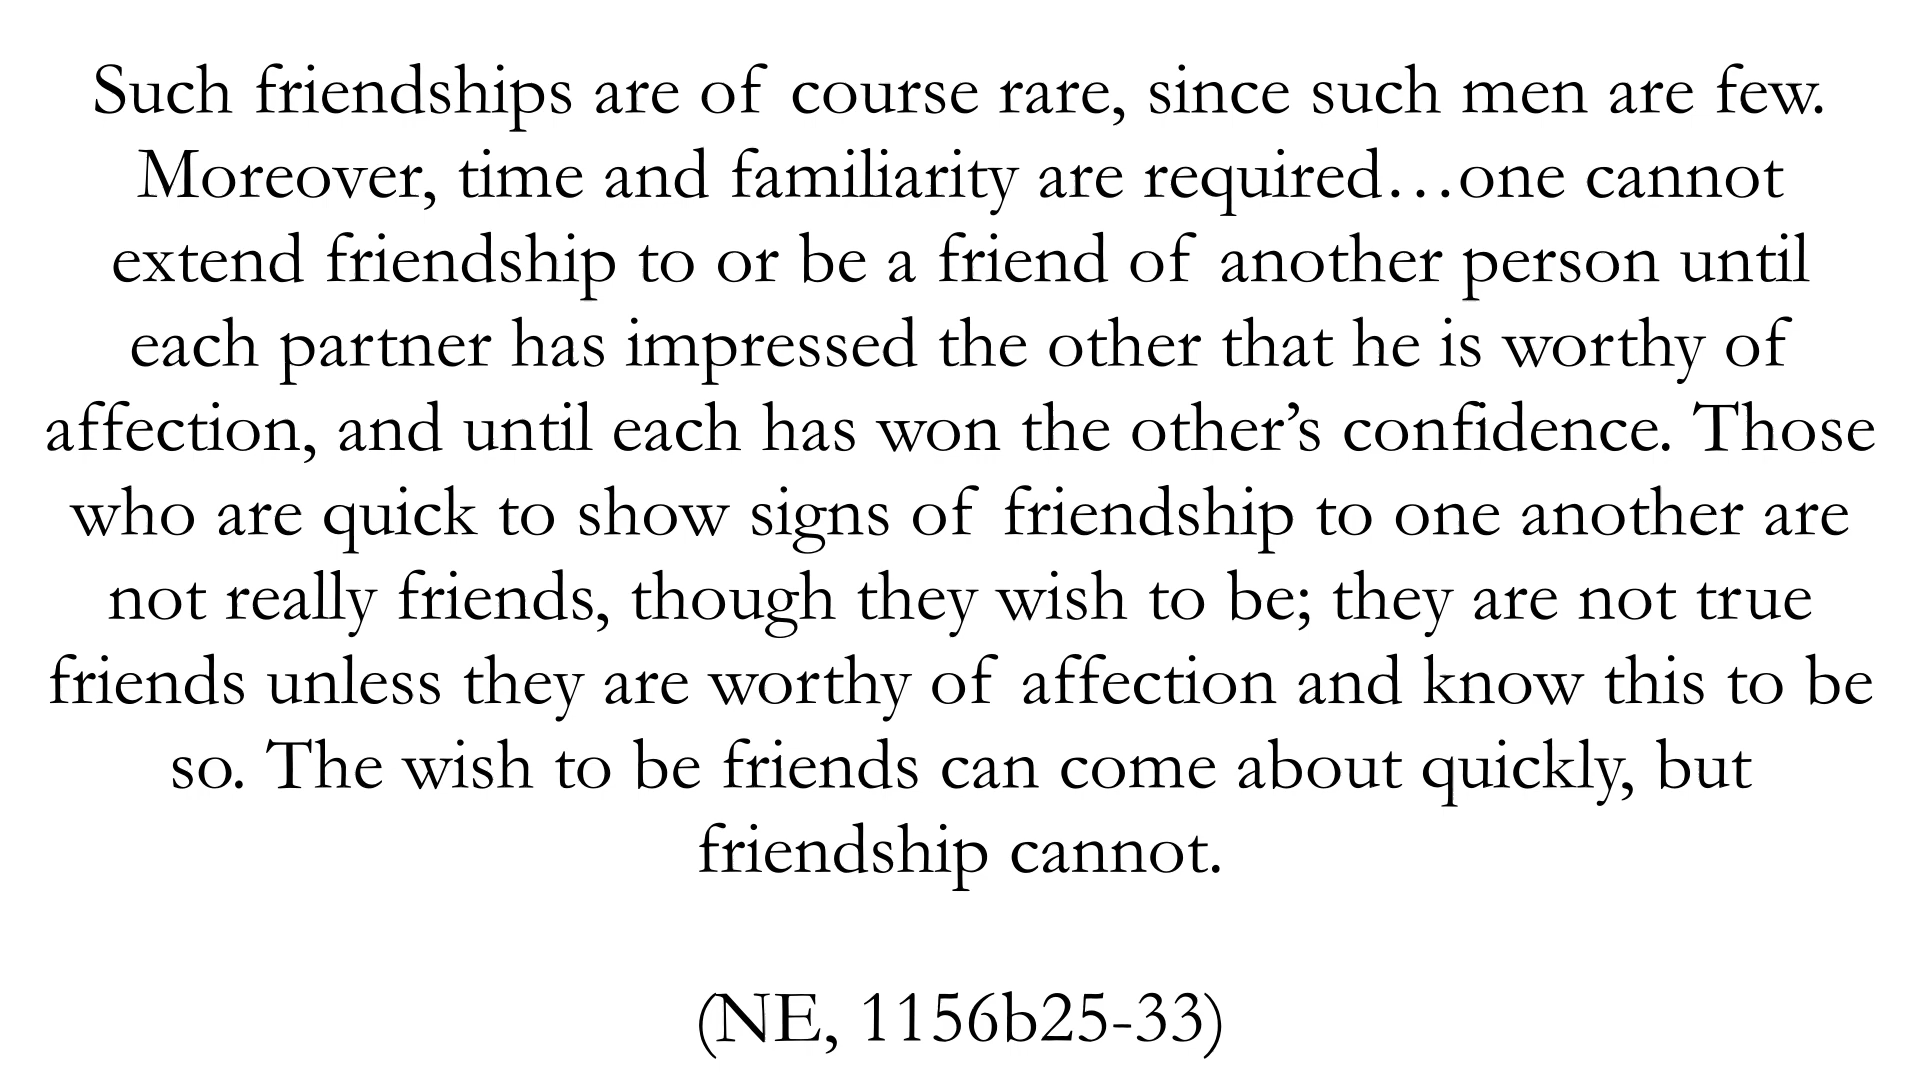 Such friendships are of course rare, since such men are few.
Moreover, time and familiarity are required…one cannot
extend friendship to or be a friend of another person until
each partner has impressed the other that he is worthy of
affection, and until each has won the other’s confidence. Those
who are quick to show signs of friendship to one another are
not really friends, though they wish to be; they are not true
friends unless they are worthy of affection and know this to be
so. The wish to be friends can come about quickly, but
friendship cannot.
(NE, 1156b25-33)